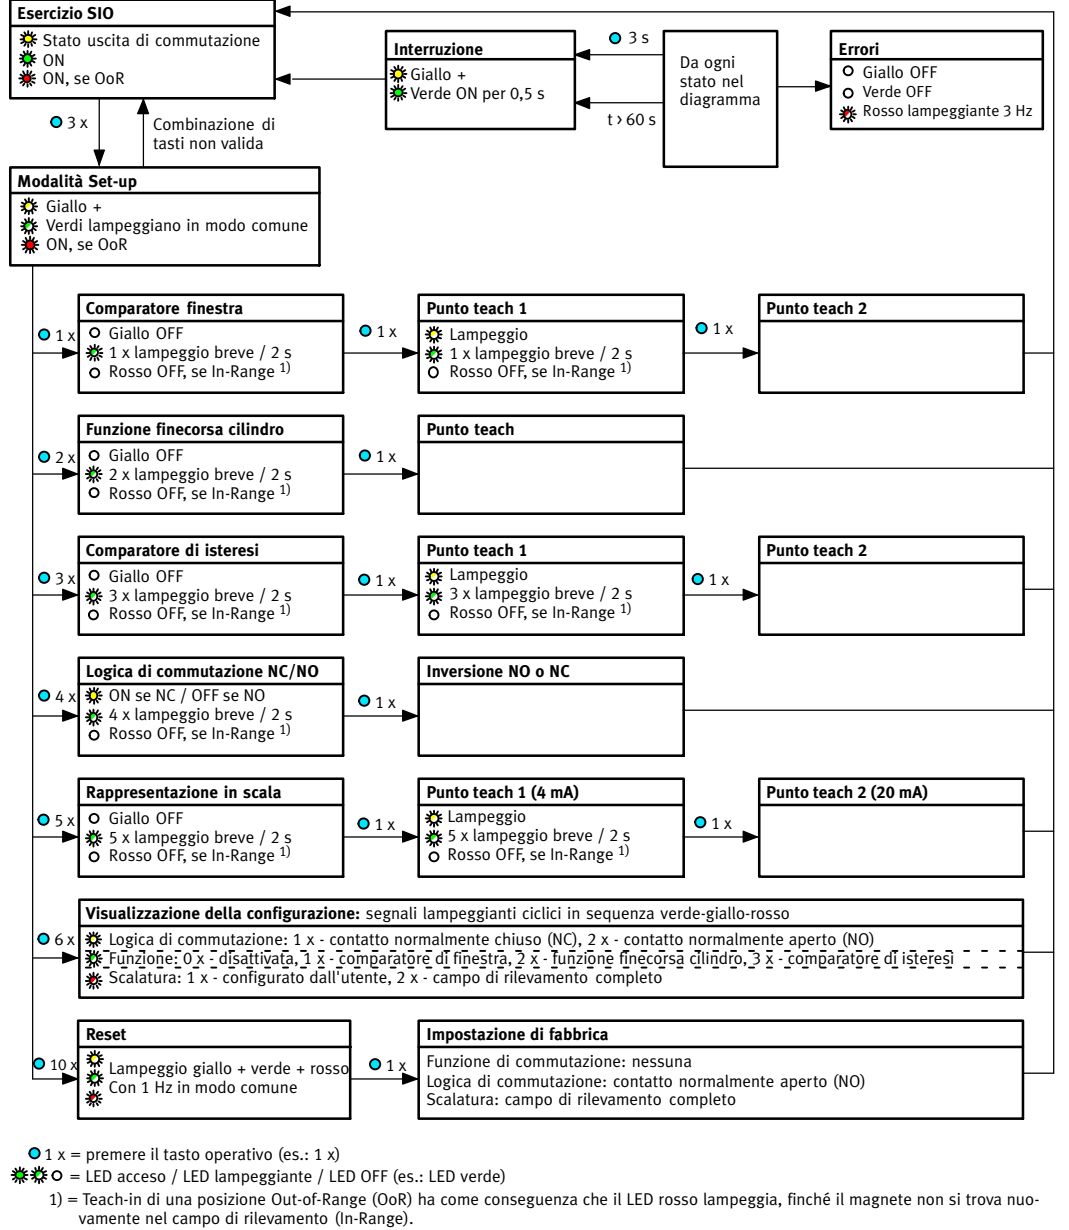 Esercizio SIO
Stato uscita di commutazione
ON
ON, se OoR
3 x
Combinazione di
tasti non valida
Interruzione
Giallo +
Verde ON per 0,5 s
3 s
t › 60 s
Da ogni
stato nel
diagramma
Errori
Giallo OFF
Verde OFF
Rosso lampeggiante 3 Hz
Modalità Set-up
Giallo +
Verdi lampeggiano in modo comune
ON, se OoR
1 x
Comparatore finestra
Giallo OFF
1 x lampeggio breve / 2 s
Rosso OFF, se In-Range 1)
1 x
Punto teach 1
Lampeggio
1 x lampeggio breve / 2 s
Rosso OFF, se In-Range 1)
1 x
Punto teach 2
2 x
Funzione finecorsa cilindro
Giallo OFF
2 x lampeggio breve / 2 s
Rosso OFF, se In-Range 1)
1 x
Punto teach
3 x
Comparatore di isteresi
Giallo OFF
3 x lampeggio breve / 2 s
Rosso OFF, se In-Range 1)
1 x
Punto teach 1
Lampeggio
3 x lampeggio breve / 2 s
Rosso OFF, se In-Range 1)
1 x
Punto teach 2
4 x
Logica di commutazione NC/NO
ON se NC / OFF se NO
4 x lampeggio breve / 2 s
Rosso OFF, se In-Range 1)
1 x
Inversione NO o NC
5 x
Rappresentazione in scala
Giallo OFF
5 x lampeggio breve / 2 s
Rosso OFF, se In-Range 1)
1 x
Punto teach 1 (4 mA)
Lampeggio
5 x lampeggio breve / 2 s
Rosso OFF, se In-Range 1)
1 x
Punto teach 2 (20 mA)
6 x
Visualizzazione della configurazione: segnali lampeggianti ciclici in sequenza verde-giallo-rosso
Logica di commutazione: 1 x - contatto normalmente chiuso (NC), 2 x - contatto normalmente aperto (NO)
Funzione: 0 x - disattivata, 1 x - comparatore di finestra, 2 x - funzione finecorsa cilindro, 3 x - comparatore di isteresi
Scalatura: 1 x - configurato dall'utente, 2 x - campo di rilevamento completo
10 x
Reset
Lampeggio giallo + verde + rosso
Con 1 Hz in modo comune
1 x
Impostazione di fabbrica
Funzione di commutazione: nessuna
Logica di commutazione: contatto normalmente aperto (NO)
Scalatura: campo di rilevamento completo
1 x = premere il tasto operativo (es.: 1 x)
= LED acceso / LED lampeggiante / LED OFF (es.: LED verde)
1) = Teach-in di una posizione Out-of-Range (OoR) ha come conseguenza che il LED rosso lampeggia, finché il magnete non si trova nuo-
vamente nel campo di rilevamento (In-Range).